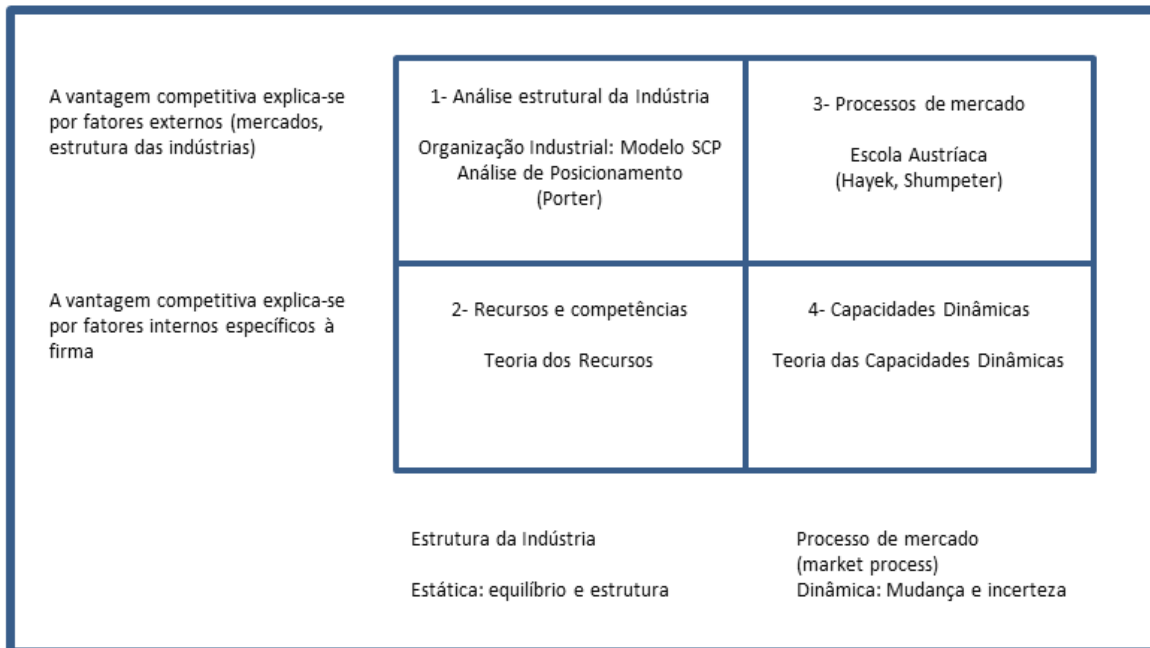 A vantagem competitiva explica-se
por fatores externos (mercados,
estrutura das indústrias)
1- Análise estrutural da Indústria
Organização Industrial: Modelo SCP
Análise de Posicionamento
(Porter)
3- Processos de mercado
Escola Austríaca
(Hayek, Shumpeter)
A vantagem competitiva explica-se
por fatores internos específicos à
firma
2- Recursos e competências
Teoria dos Recursos
4- Capacidades Dinâmicas
Teoria das Capacidades Dinâmicas
Estrutura da Indústria
Estática: equilíbrio e estrutura
Processo de mercado
(market process)
Dinâmica: Mudança e incerteza